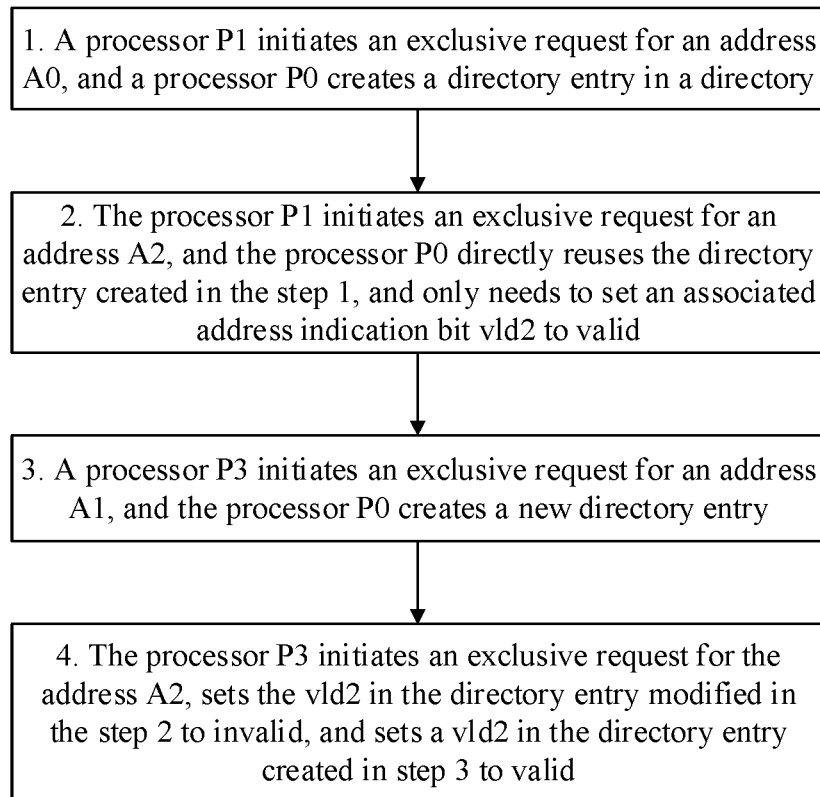 1. A processor P1 initiates an exclusive request for an address
A0, and a processor P0 creates a directory entry in a directory
2. The processor P1 initiates an exclusive request for an
address A2, and the processor P0 directly reuses the directory
entry created in the step 1, and only needs to set an associated
address indication bit vld2 to valid
3. A processor P3 initiates an exclusive request for an address
A1, and the processor P0 creates a new directory entry
4. The processor P3 initiates an exclusive request for the
address A2, sets the vld2 in the directory entry modified in
the step 2 to invalid, and sets a vld2 in the directory entry
created in step 3 to valid